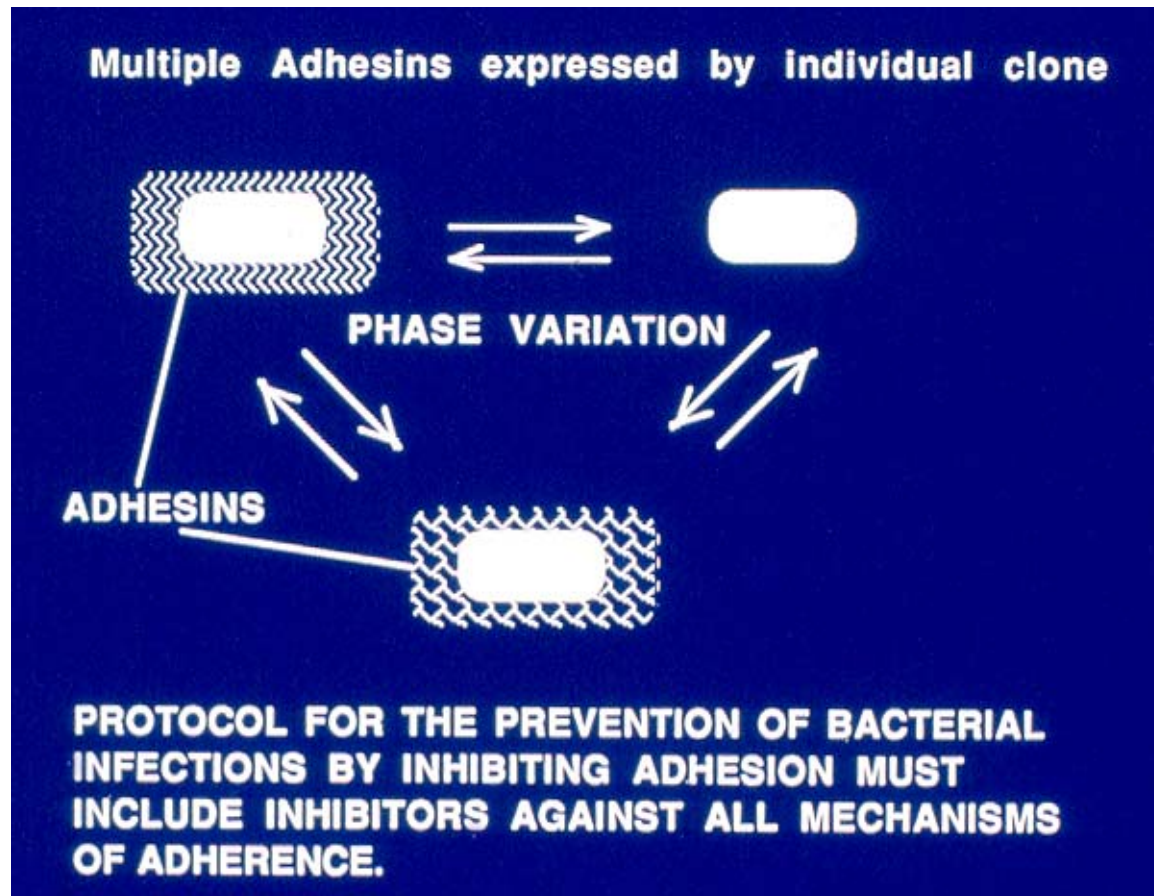 Multiple Adhesins expressed by individual clone
PHASE VARIATION
ADHESINS
PROTOCOL FOR THE PREVENTION OF BACTERIAL
INFECTIONS BY INHIBITING ADHESION MUST
INCLUDE INHIBITORS AGAINST ALL MECHANISMS
OF ADHERENCE.